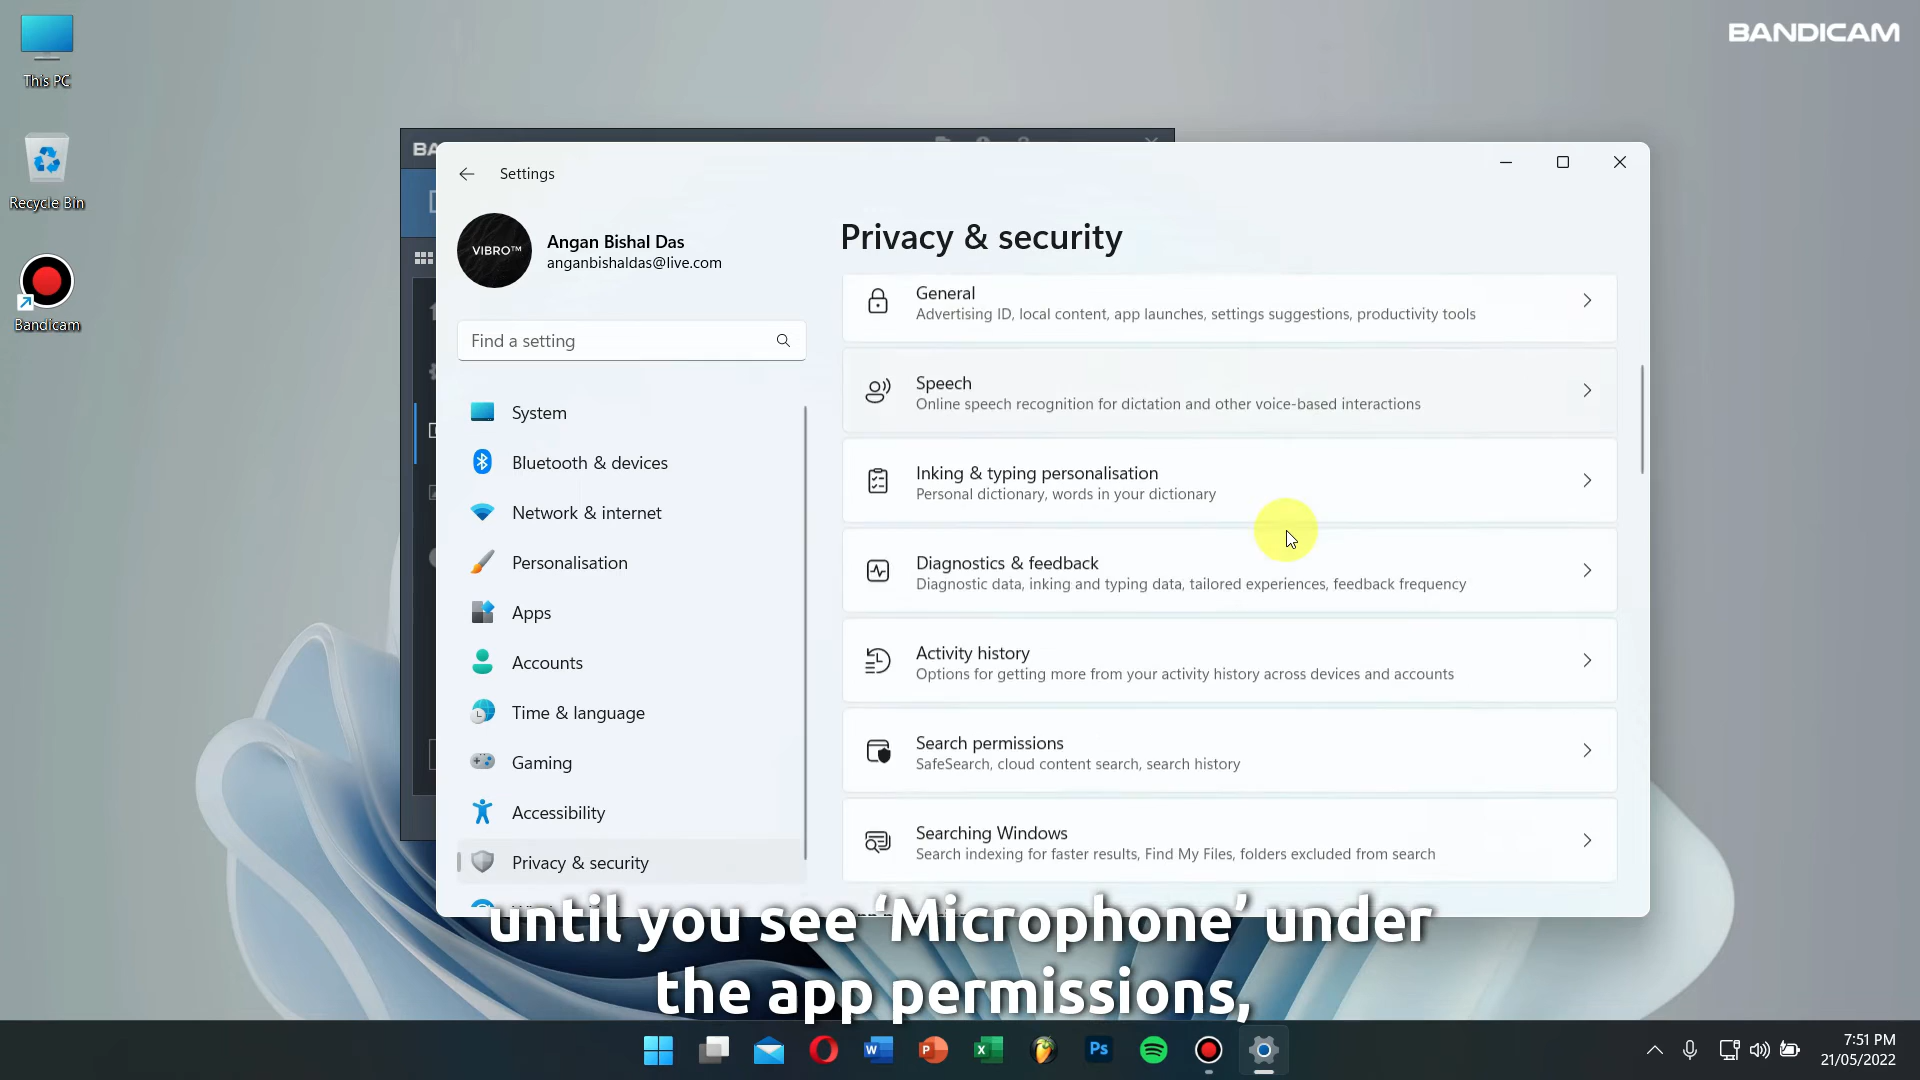 This PC
Recycle Bin
Bandicam
BANDICAM
BA
Settings
VIBRO™
Angan Bishal Das
anganbishaldas@live.com
Find a setting
System
Bluetooth & devices
Network & internet
Personalisation
Apps
Accounts
Time & language
Gaming
Accessibility
Privacy & security
Privacy & security
General
Advertising ID, local content, app launches, settings suggestions, productivity tools
Speech
Online speech recognition for dictation and other voice-based interactions
Inking & typing personalisation
Personal dictionary, words in your dictionary
Diagnostics & feedback
Diagnostic data, inking and typing data, tailored experiences, feedback frequency
Activity history
Options for getting more from your activity history across devices and accounts
Search permissions
SafeSearch, cloud content search, search history
Searching Windows
Search indexing for faster results, Find My Files, folders excluded from search
until you see ‘Microphone’ under
the app permissions,
Ps
7:51 PM
21/05/2022